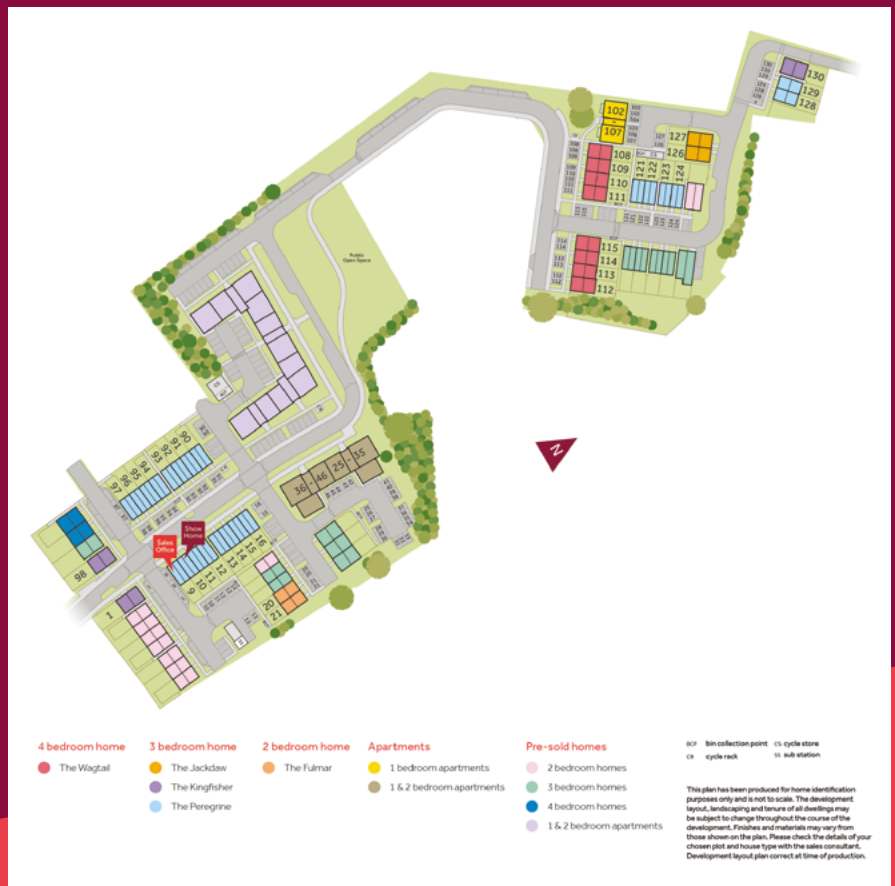 130
129
128
102
107
127
126
108
109
110
111
121
122
123
124
BCP
CS
115
114
113
112
Public
Open Space
CS
BCP
N
90
91
92
93
94
95
96
97
36 - 46
25 - 35
Show
Home
Sales
Office
98
16
15
14
12
11
10
9
1
20
21
SS
4 bedroom home
The Wagtail
3 bedroom home
The Jackdaw
The Kingfisher
The Peregrine
2 bedroom home
The Fulmar
Apartments
1 bedroom apartments
1 & 2 bedroom apartments
Pre-sold homes
2 bedroom homes
3 bedroom homes
4 bedroom homes
1 & 2 bedroom apartments
BCP bin collection point CS cycle store
CR cycle rack SS sub station
This plan has been produced for home identification
purposes only and is not to scale. The development
layout, landscaping and tenure of all dwellings may
be subject to change throughout the course of the
development. Finishes and materials may vary from
those shown on the plan. Please check the details of your
chosen plot and house type with the sales consultant.
Development layout plan correct at time of production.